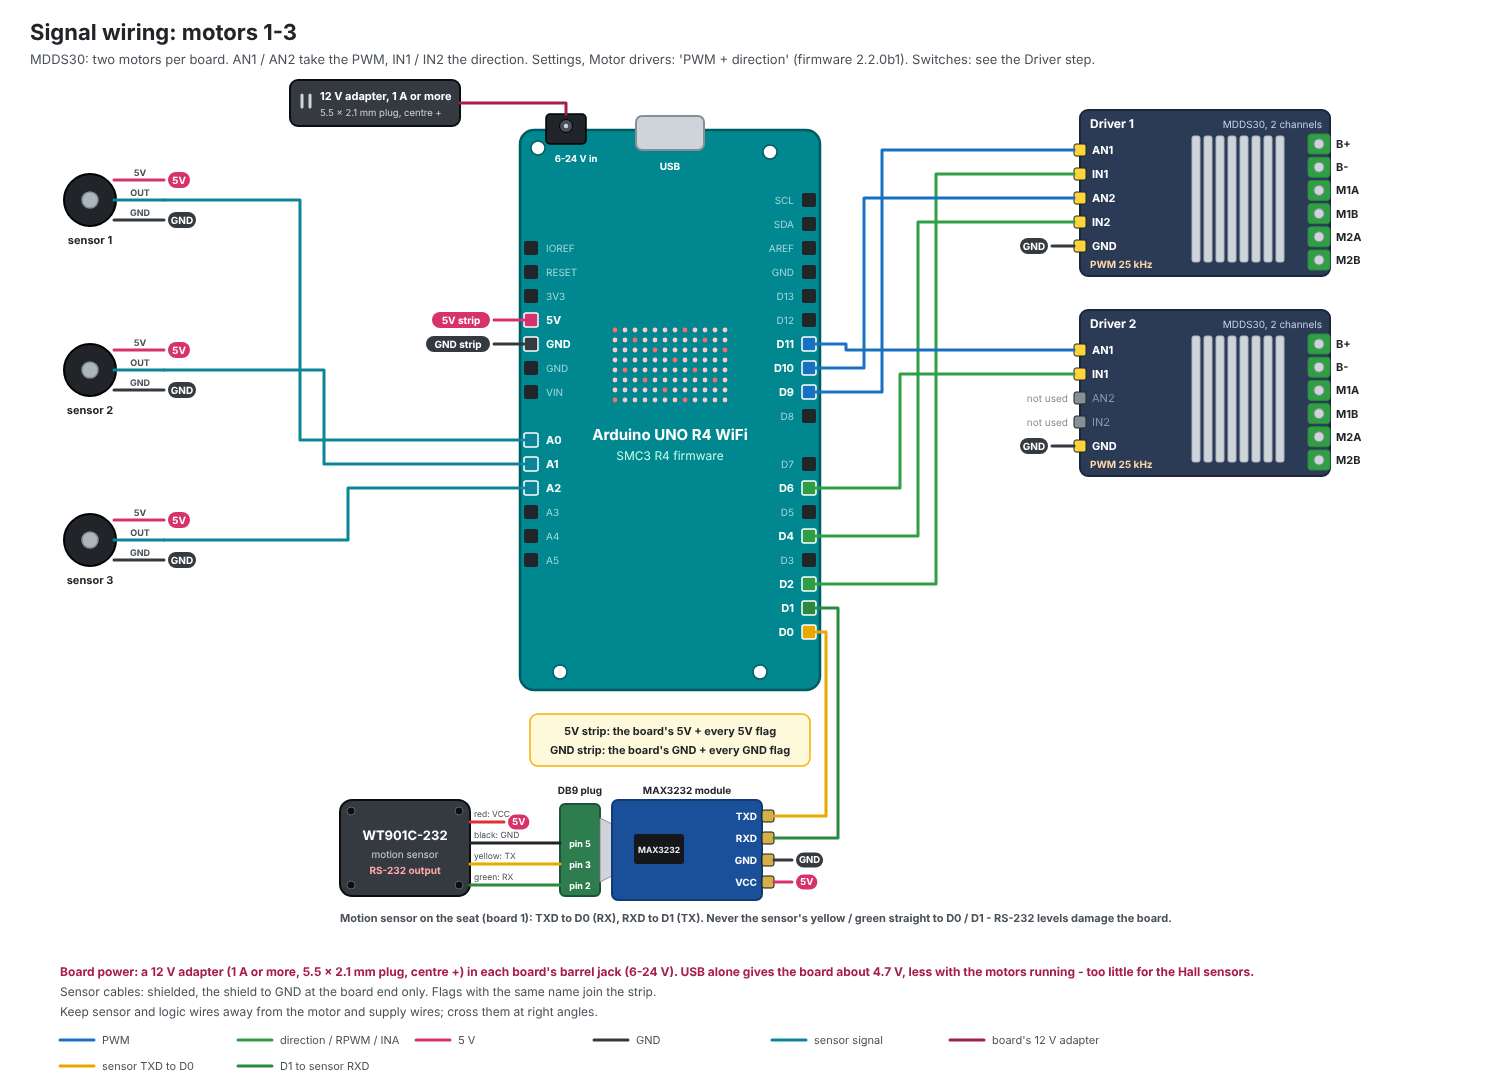 Signal wiring: motors 1-3
MDDS30: two motors per board. AN1 / AN2 take the PWM, IN1 / IN2 the direction. Settings, Motor drivers: 'PWM + direction' (firmware 2.2.0b1). Switches: see the Driver step.
12 V adapter, 1 A or more
5.5 × 2.1 mm plug, centre +
6-24 V in
USB
5V
5V
OUT
GND
GND
sensor 1
5V
5V
OUT
GND
GND
sensor 2
5V
5V
OUT
GND
GND
sensor 3
5V strip
GND strip
IOREF
RESET
3V3
5V
GND
GND
VIN
A0
A1
A2
A3
A4
A5
Arduino UNO R4 WiFi
SMC3 R4 firmware
SCL
SDA
AREF
GND
D13
D12
D11
D10
D9
D8
D7
D6
D5
D4
D3
D2
D1
D0
Driver 1
MDDS30, 2 channels
AN1
IN1
AN2
IN2
GND
GND
PWM 25 kHz
B+
B-
M1A
M1B
M2A
M2B
Driver 2
MDDS30, 2 channels
AN1
IN1
not used
AN2
not used
IN2
GND
GND
PWM 25 kHz
B+
B-
M1A
M1B
M2A
M2B
5V strip: the board's 5V + every 5V flag
GND strip: the board's GND + every GND flag
DB9 plug
MAX3232 module
WT901C-232
motion sensor
RS-232 output
red: VCC
5V
black: GND
yellow: TX
green: RX
pin 5
pin 3
pin 2
MAX3232
TXD
RXD
GND
GND
VCC
5V
Motion sensor on the seat (board 1): TXD to D0 (RX), RXD to D1 (TX). Never the sensor's yellow / green straight to D0 / D1 - RS-232 levels damage the board.
Board power: a 12 V adapter (1 A or more, 5.5 × 2.1 mm plug, centre +) in each board's barrel jack (6-24 V). USB alone gives the board about 4.7 V, less with the motors running - too little for the Hall sensors.
Sensor cables: shielded, the shield to GND at the board end only. Flags with the same name join the strip.
Keep sensor and logic wires away from the motor and supply wires; cross them at right angles.
PWM
direction / RPWM / INA
5 V
GND
sensor signal
board's 12 V adapter
sensor TXD to D0
D1 to sensor RXD